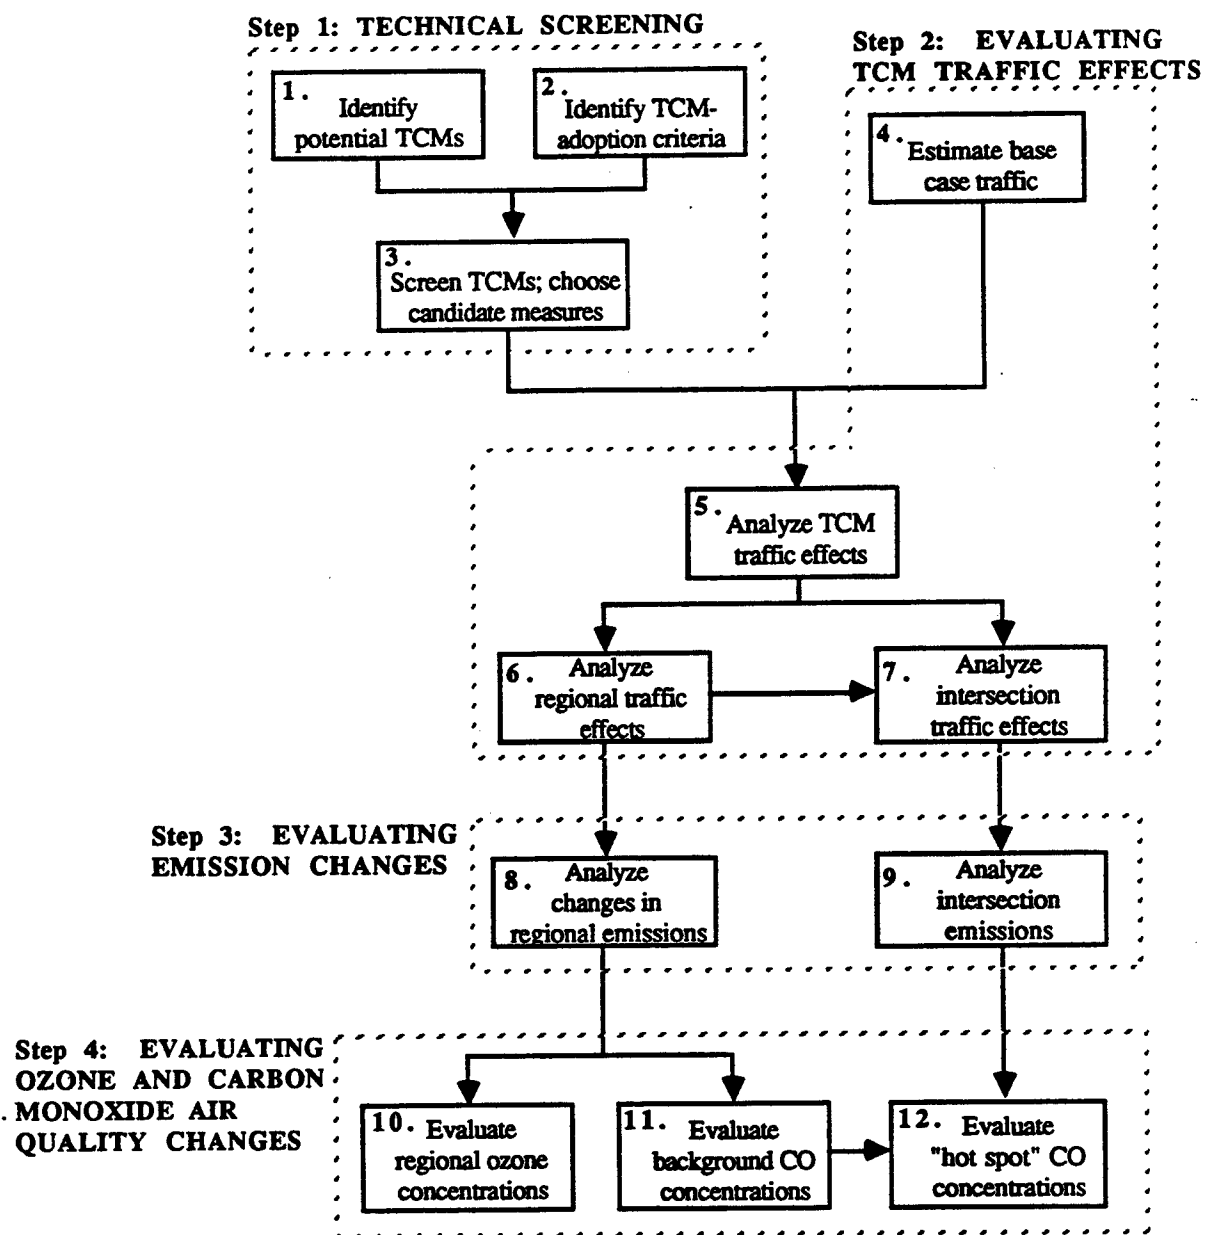 Step 1: TECHNICAL SCREENING
Step 2: EVALUATING
TCM TRAFFIC EFFECTS
1.
Identify
potential TCMs
2.
Identify TCM-
adoption criteria
4.
Estimate base
case traffic
3.
Screen TCMs; choose
candidate measures
5.
Analyze TCM
traffic effects
6.
Analyze
regional traffic
effects
7.
Analyze
intersection
traffic effects
Step 3: EVALUATING
EMISSION CHANGES
8.
Analyze
changes in
regional emissions
9.
Analyze
intersection
emissions
Step 4: EVALUATING
OZONE AND CARBON
MONOXIDE AIR
QUALITY CHANGES
10.
Evaluate
regional ozone
concentrations
11.
Evaluate
background CO
concentrations
12.
Evaluate
"hot spot" CO
concentrations